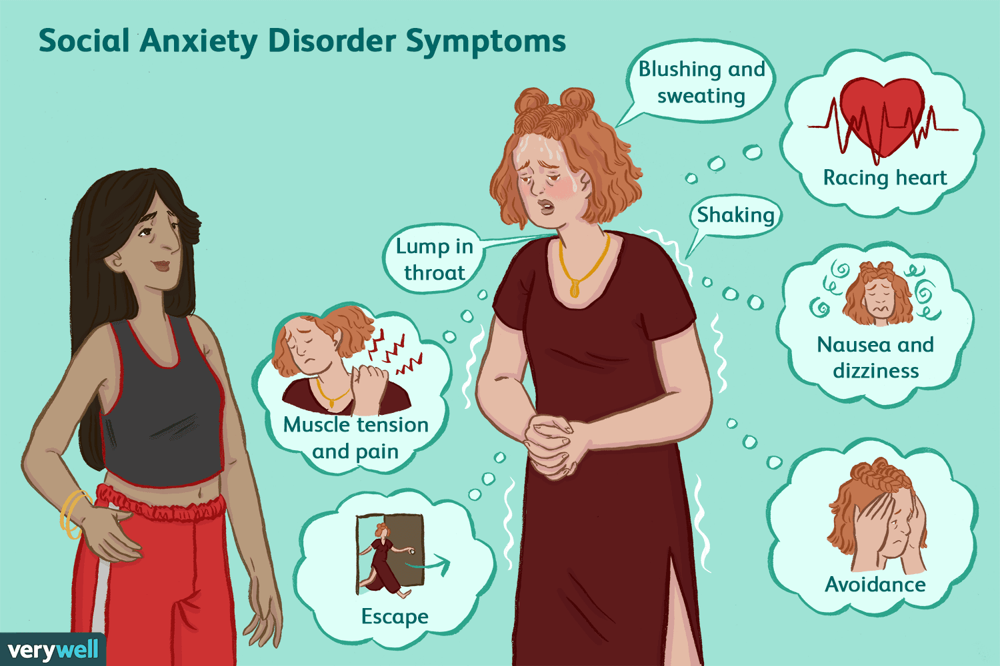 Social Anxiety Disorder Symptoms
Blushing and
sweating
Racing heart
Shaking
Lump in
throat
Nausea and
dizziness
Muscle tension
and pain
Avoidance
Escape
verywell